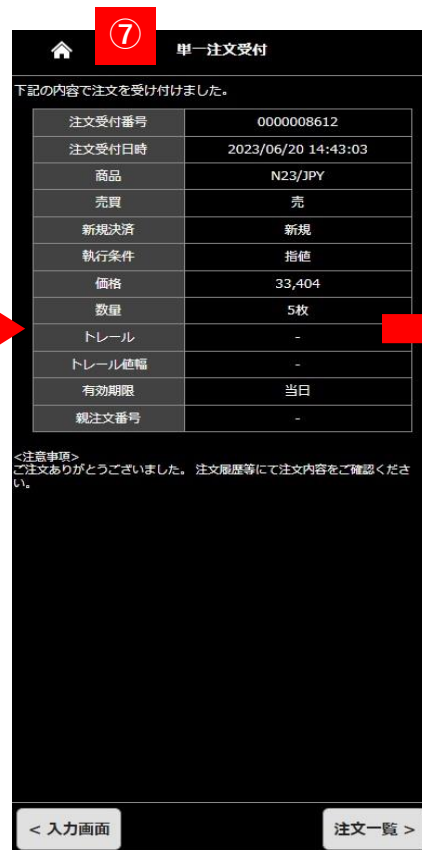 ⑦
単一注文受付
下記の内容で注文を受け付けました。
注文受付番号 0000008612
注文受付日時 2023/06/20 14:43:03
商品 N23/JPY
売買 売
新規決済 新規
執行条件 指値
価格 33,404
数量 5枚
トレール -
トレール値幅 -
有効期限 当日
親注文番号 -
<注意事項>
ご注文ありがとうございました。 注文履歴等にて注文内容をご確認くださ
い。
< 入力画面 注文一覧 >